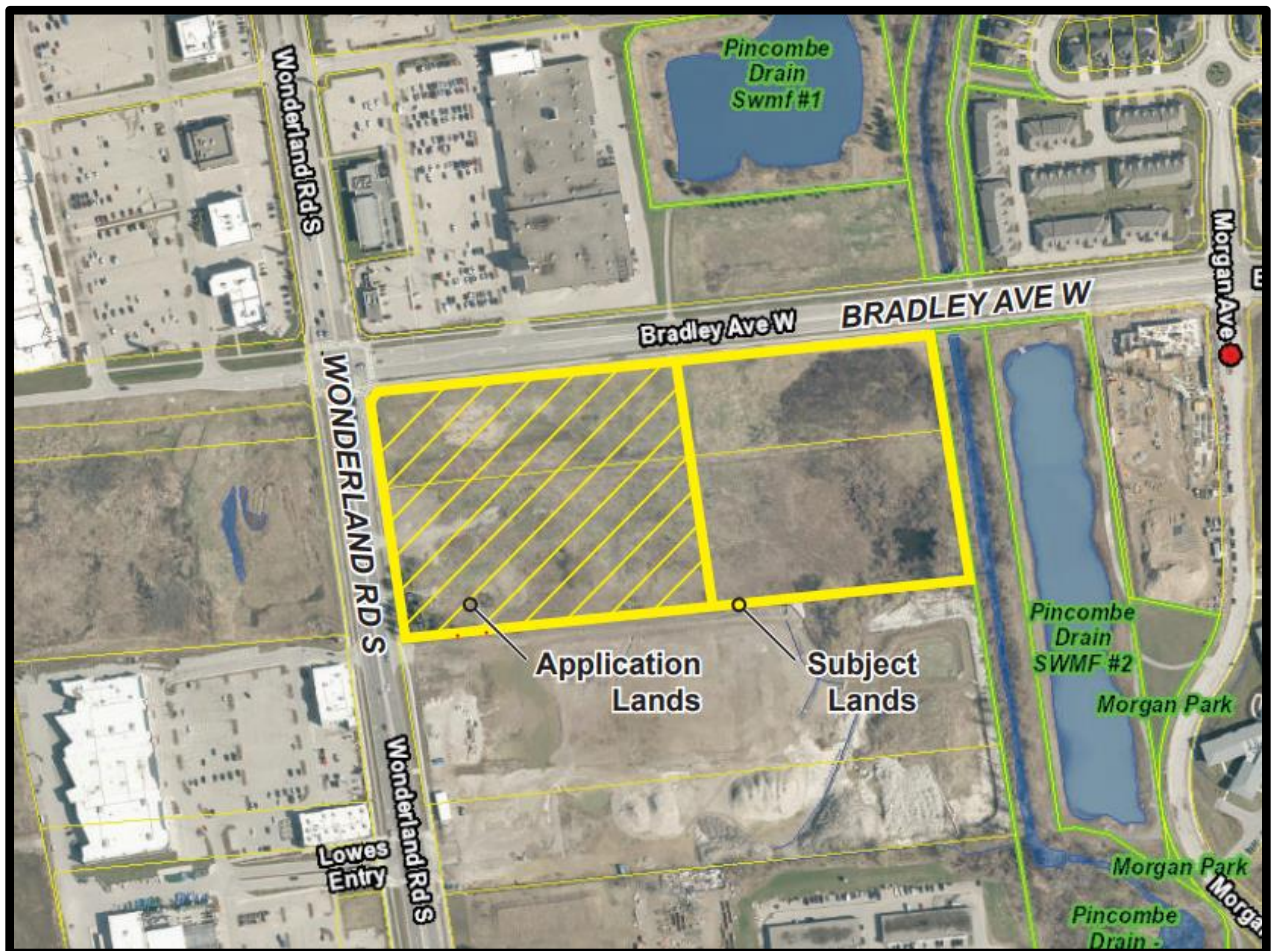 Wonderland Rd S
Pincombe
Drain
Swmf #1
Morgan Ave
BRADLEY AVE W
Bradley Ave W
WONDERLAND RD S
Application
Lands
Subject
Lands
Pincombe
Drain
SWMF #2
Morgan Park
Wonderland Rd S
Lowes
Entry
Morgan Park
Morga
Pincombe
Drain